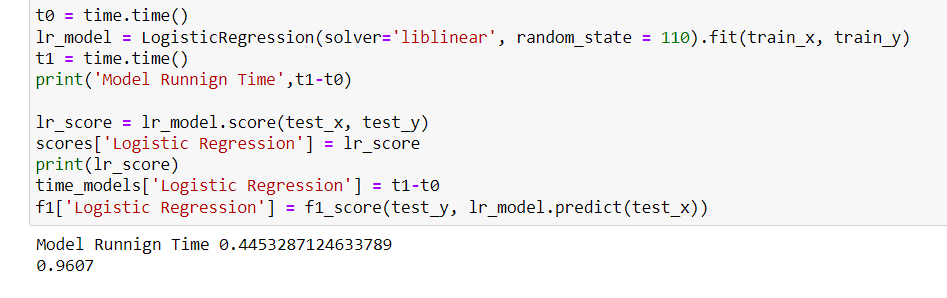 t0 = time.time()
lr_model = LogisticRegression(solver='liblinear', random_state = 110).fit(train_x, train_y)
t1 = time.time()
print('Model Runnign Time',t1-t0)

lr_score = lr_model.score(test_x, test_y)
scores['Logistic Regression'] = lr_score
print(lr_score)
time_models['Logistic Regression'] = t1-t0
f1['Logistic Regression'] = f1_score(test_y, lr_model.predict(test_x))
Model Runnign Time 0.4453287124633789
0.9607